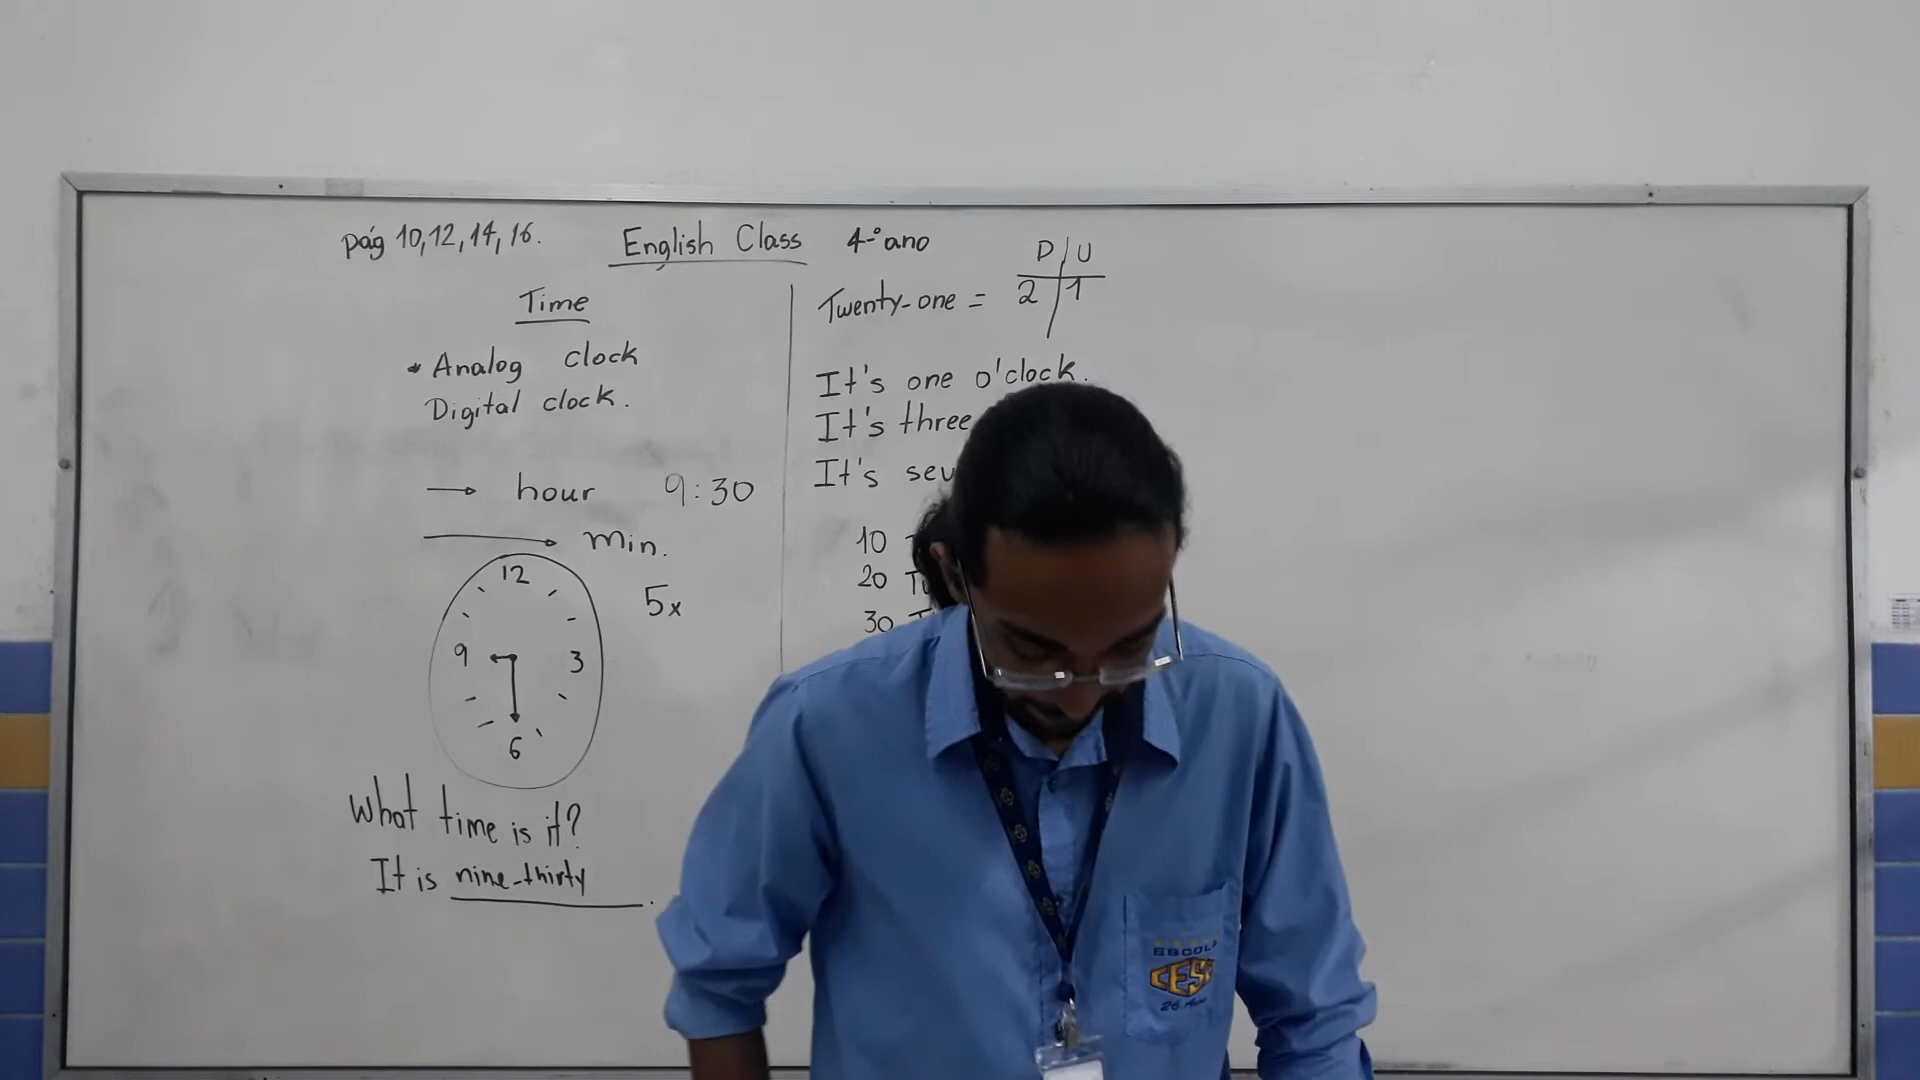 pág 10, 12, 14, 16. English Class 4º ano
Time
• Analog clock
Digital clock.
→ hour 9:30
→ min.
5x
12
9 3
6
What time is it?
It is nine-thirty.
D U
Twenty-one = 2 1
It's one o'clock.
It's three
It's
10
20
30
ESCOLA
26